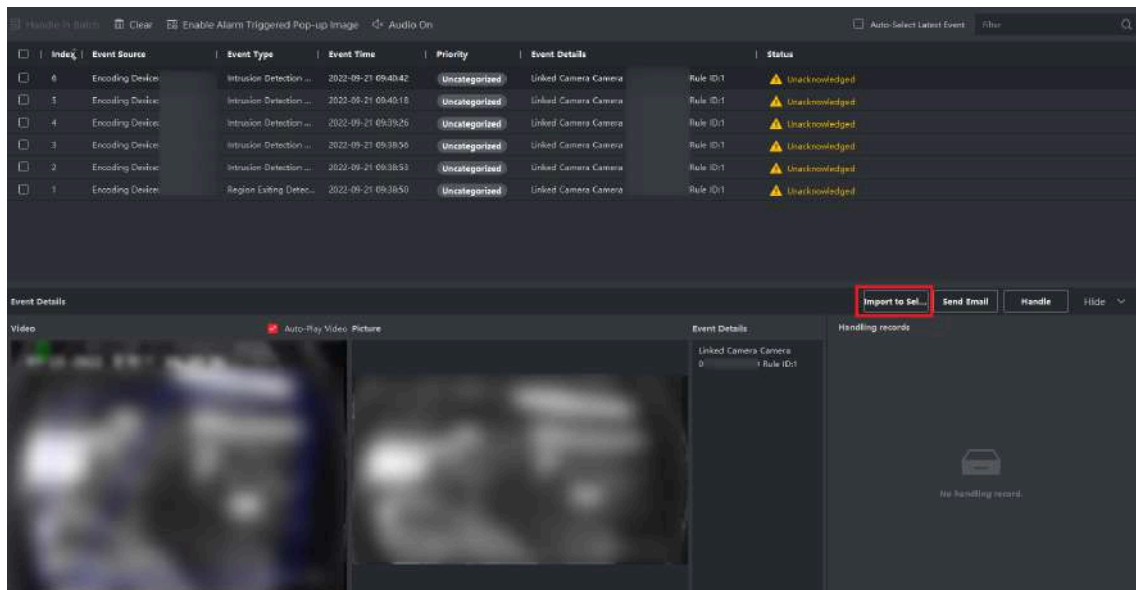 Handle in Batch Clear Enable Alarm Triggered Pop-up Image Audio On Auto-Select Latest Event Filter
Index Event Source Event Type Event Time Priority Event Details Status
6 Encoding Device: Intrusion Detection ... 2022-09-21 09:40:42 Uncategorized Linked Camera Camera Rule ID:1 Unacknowledged
5 Encoding Device: Intrusion Detection ... 2022-09-21 09:40:18 Uncategorized Linked Camera Camera Rule ID:1 Unacknowledged
4 Encoding Device: Intrusion Detection ... 2022-09-21 09:39:26 Uncategorized Linked Camera Camera Rule ID:1 Unacknowledged
3 Encoding Device: Intrusion Detection ... 2022-09-21 09:38:56 Uncategorized Linked Camera Camera Rule ID:1 Unacknowledged
2 Encoding Device: Intrusion Detection ... 2022-09-21 09:38:53 Uncategorized Linked Camera Camera Rule ID:1 Unacknowledged
1 Encoding Device: Region Exiting Detec... 2022-09-21 09:38:50 Uncategorized Linked Camera Camera Rule ID:1 Unacknowledged
Event Details Import to Sel... Send Email Handle Hide
Video Auto-Play Video Picture Event Details Handling records
Linked Camera Camera
0 Rule ID:1
No handling record.